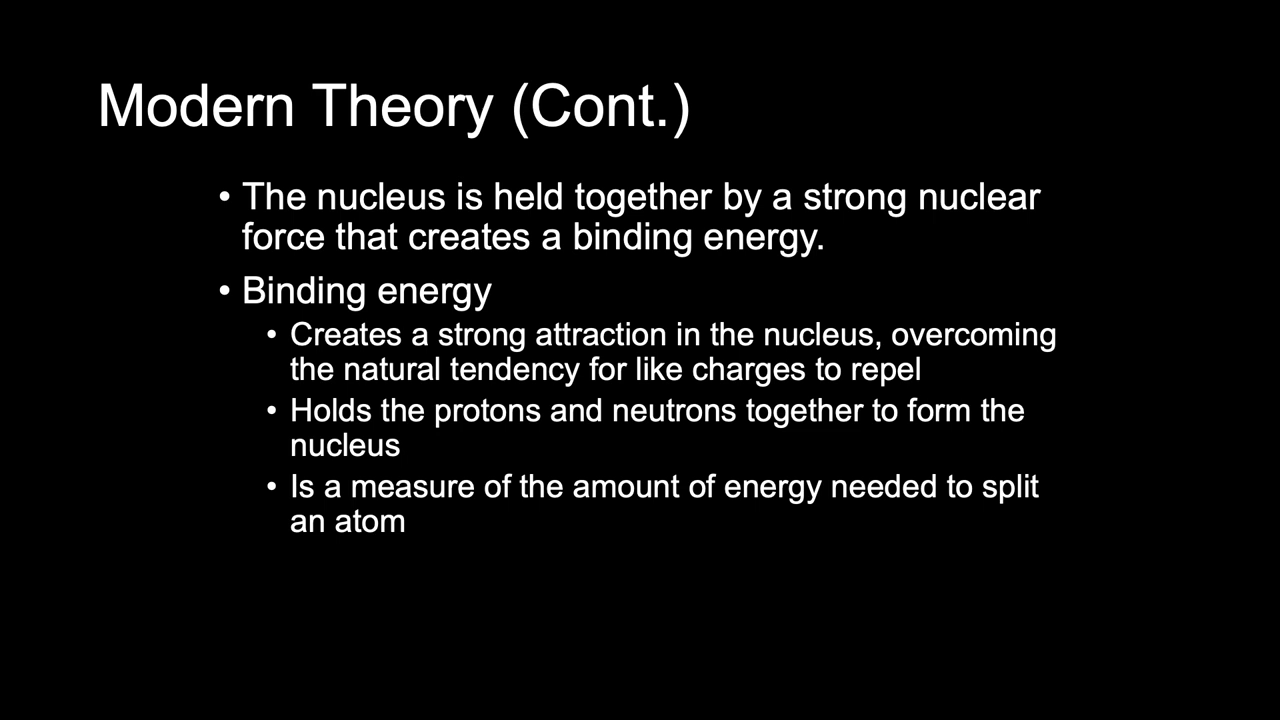 Modern Theory (Cont.)
• The nucleus is held together by a strong nuclear
force that creates a binding energy.
• Binding energy
• Creates a strong attraction in the nucleus, overcoming
the natural tendency for like charges to repel
• Holds the protons and neutrons together to form the
nucleus
• Is a measure of the amount of energy needed to split
an atom